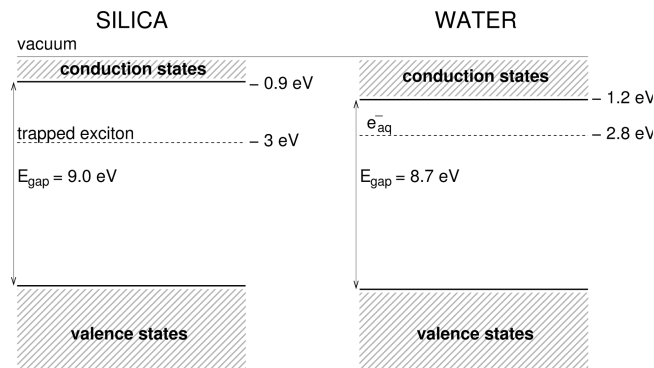 SILICA
WATER
vacuum
conduction states
conduction states
– 0.9 eV
– 1.2 eV
trapped exciton
– 3 eV
e⁻aq
– 2.8 eV
Egap = 9.0 eV
Egap = 8.7 eV
valence states
valence states